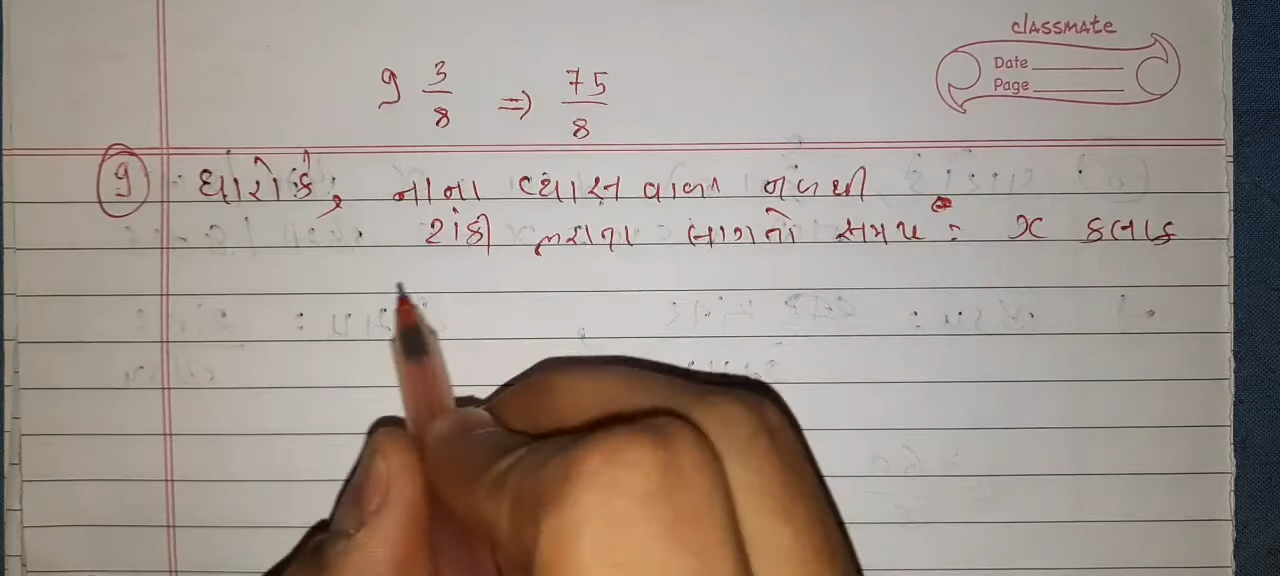 classmate
Date
Page
9 3/8 ⇒ 75/8
9 ધારોકે, નાના વ્યાસ વાળા નળથી
ટાંકી ભરાતા લાગતો સમય = x કલાક